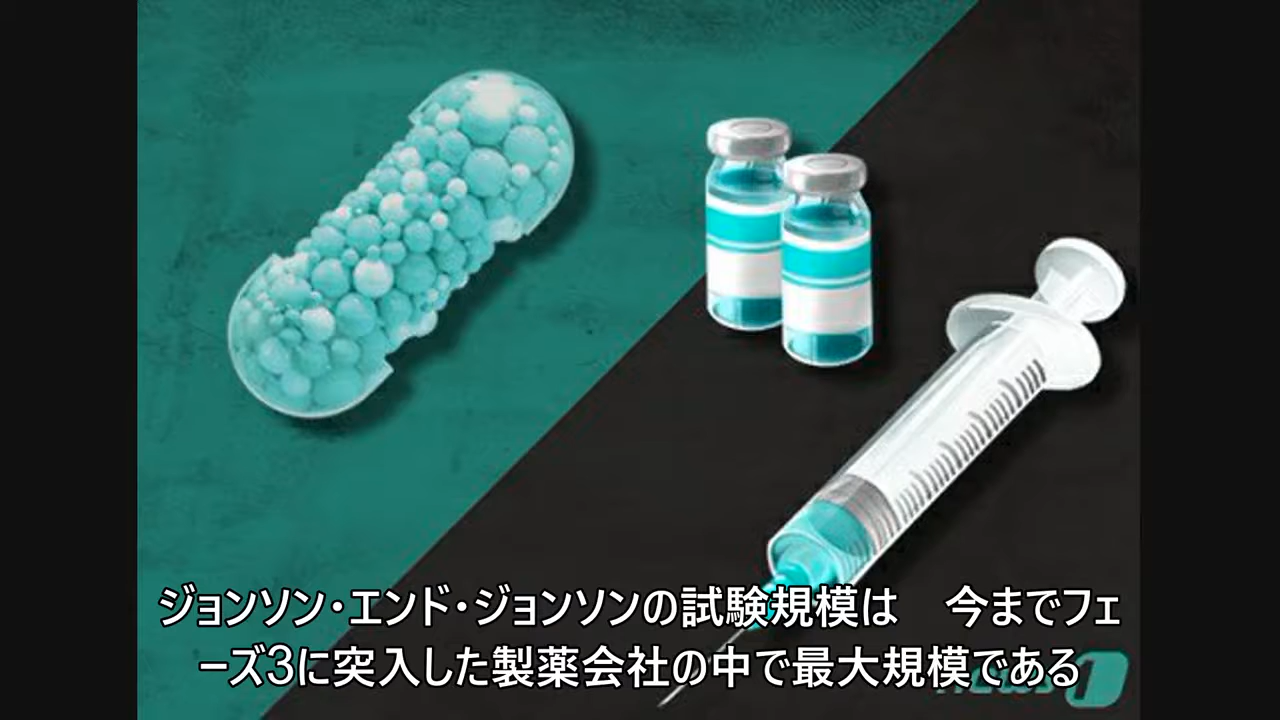 ジョンソン・エンド・ジョンソンの試験規模は　今までフェ
ーズ3に突入した製薬会社の中で最大規模である